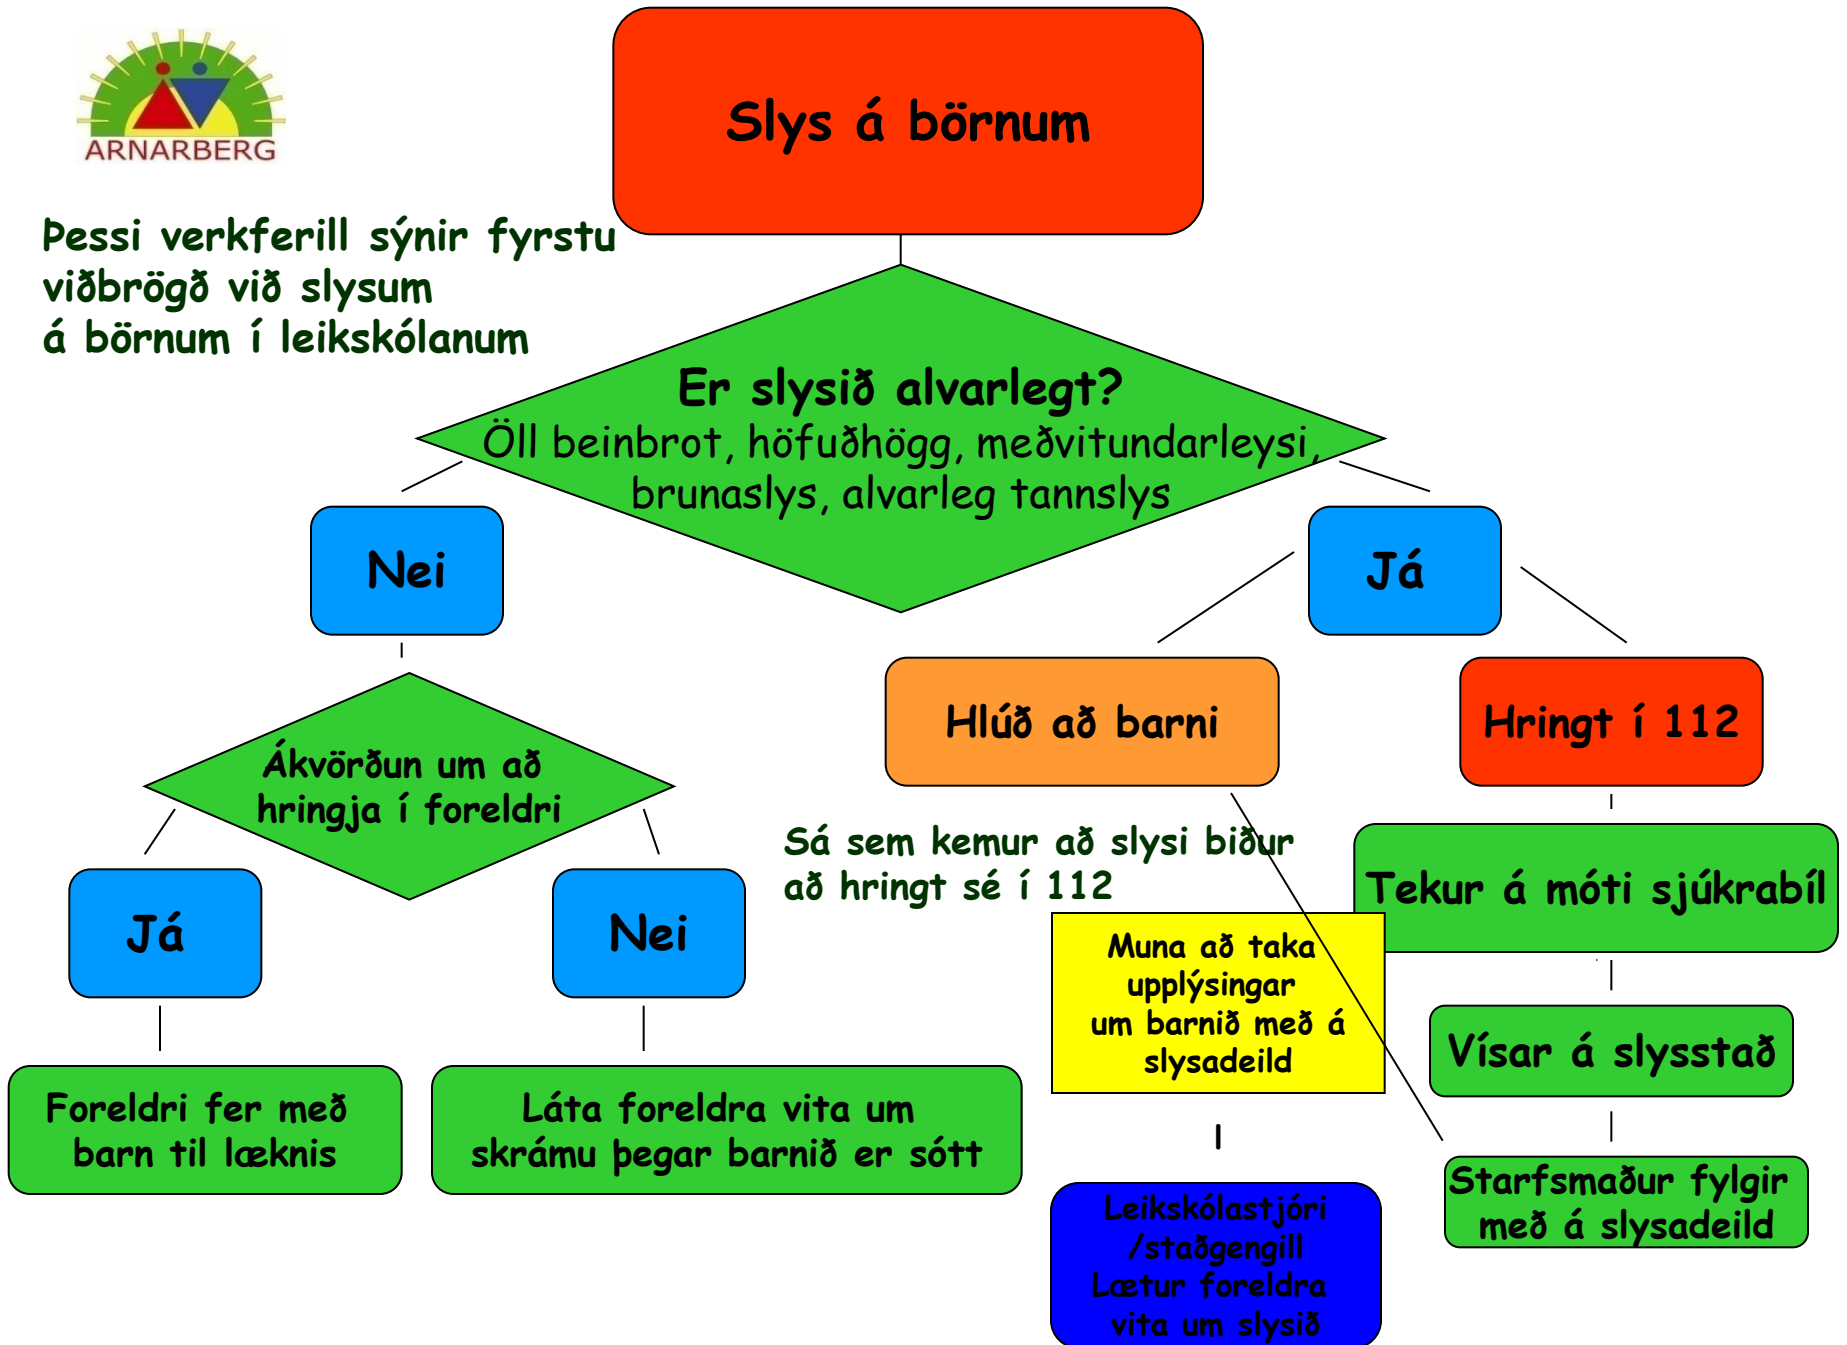 ARNARBERG
Slys á börnum
Þessi verkferill sýnir fyrstu
viðbrögð við slysum
á börnum í leikskólanum
Er slysið alvarlegt?
Öll beinbrot, höfuðhögg, meðvitundarleysi,
brunaslys, alvarleg tannslys
Nei
Já
Ákvörðun um að
hringja í foreldri
Hlúð að barni
Hringt í 112
Sá sem kemur að slysi biður
að hringt sé í 112
Tekur á móti sjúkrabíl
Já
Nei
Muna að taka
upplýsingar
um barnið með á
slysadeild
Vísar á slysstað
Foreldri fer með
barn til læknis
Láta foreldra vita um
skrámu þegar barnið er sótt
Starfsmaður fylgir
með á slysadeild
Leikskólastjóri
/staðgengill
Lætur foreldra
vita um slysið